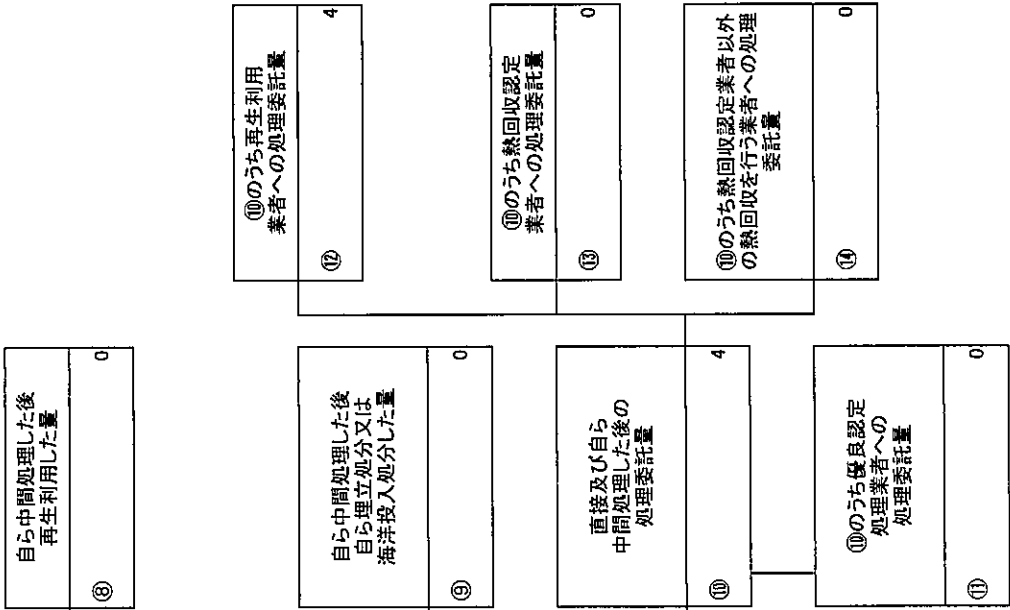 自ら中間処理した後
再生利用した量
⑧ 0
自ら中間処理した後
自ら埋立処分又は
海洋投入処分した量
⑨ 0
直接及び自ら
中間処理した後の
処理委託量
⑩ 4
⑩のうち優良認定
処理業者への
処理委託量
⑪ 0
⑩のうち再生利用
業者への処理委託量
⑫ 4
⑩のうち熱回収認定
業者への処理委託量
⑬ 0
⑩のうち熱回収認定業者以外
の熱回収を行う業者への処理
委託量
⑭ 0